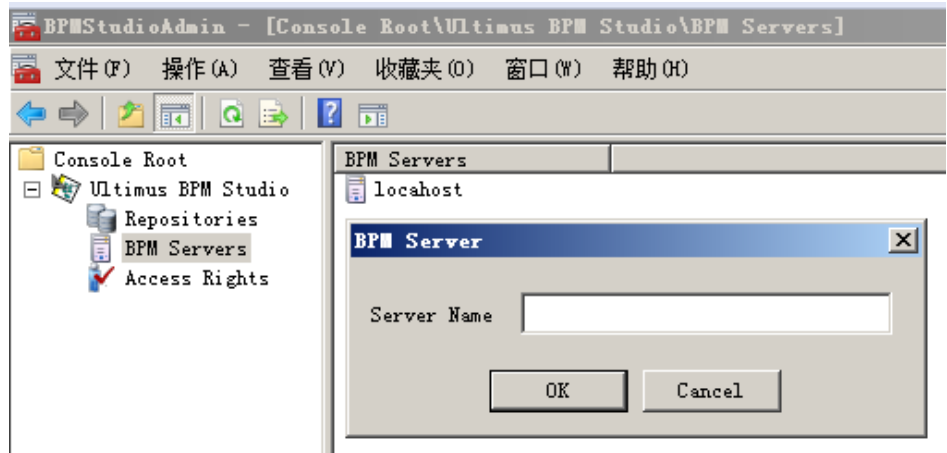 BPMStudioAdmin - [Console Root\Ultimus BPM Studio\BPM Servers]
文件(F) 操作(A) 查看(V) 收藏夹(O) 窗口(W) 帮助(H)
Console Root
Ultimus BPM Studio
Repositories
BPM Servers
Access Rights
BPM Servers
locahost
BPM Server
Server Name
OK Cancel